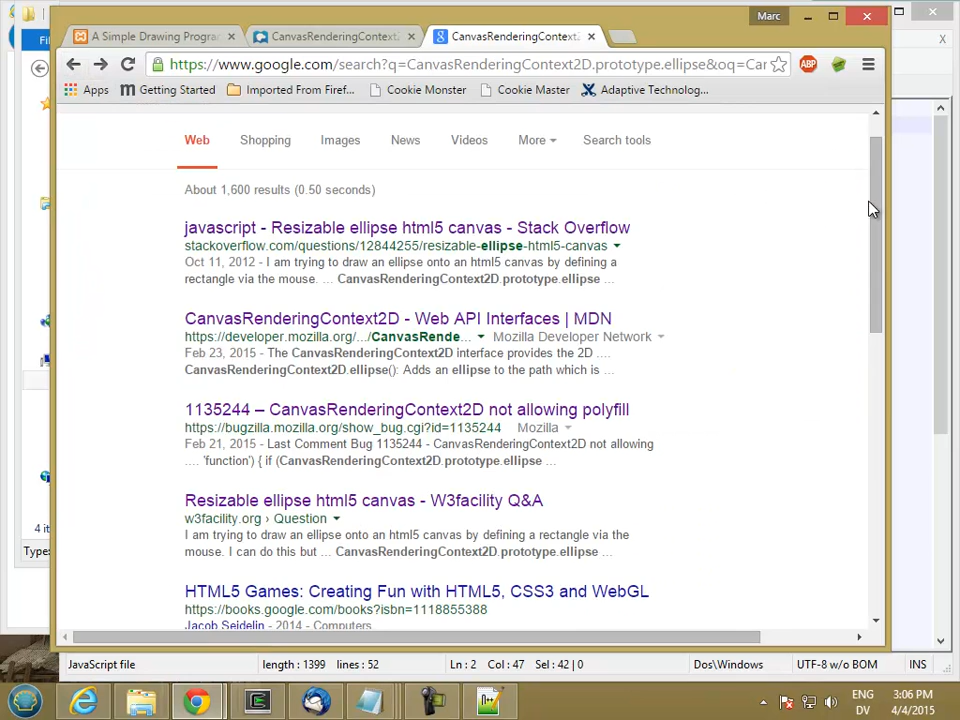 Marc
A Simple Drawing Progra
CanvasRenderingContext
CanvasRenderingContext
https://www.google.com/search?q=CanvasRenderingContext2D.prototype.ellipse&oq=Car
ABP
Apps
Getting Started
Imported From Firef...
Cookie Monster
Cookie Master
Adaptive Technolog...
Web
Shopping
Images
News
Videos
More
Search tools
About 1,600 results (0.50 seconds)
javascript - Resizable ellipse html5 canvas - Stack Overflow
stackoverflow.com/questions/12844255/resizable-ellipse-html5-canvas
Oct 11, 2012 - I am trying to draw an ellipse onto an html5 canvas by defining a
rectangle via the mouse. ... CanvasRenderingContext2D.prototype.ellipse ...
CanvasRenderingContext2D - Web API Interfaces | MDN
https://developer.mozilla.org/.../CanvasRende... Mozilla Developer Network
Feb 23, 2015 - The CanvasRenderingContext2D interface provides the 2D ....
CanvasRenderingContext2D.ellipse(): Adds an ellipse to the path which is ...
1135244 – CanvasRenderingContext2D not allowing polyfill
https://bugzilla.mozilla.org/show_bug.cgi?id=1135244 Mozilla
Feb 21, 2015 - Last Comment Bug 1135244 - CanvasRenderingContext2D not allowing
.... 'function') { if (CanvasRenderingContext2D.prototype.ellipse ...
Resizable ellipse html5 canvas - W3facility Q&A
w3facility.org › Question
I am trying to draw an ellipse onto an html5 canvas by defining a rectangle via the
mouse. I can do this but ... CanvasRenderingContext2D.prototype.ellipse ...
HTML5 Games: Creating Fun with HTML5, CSS3 and WebGL
https://books.google.com/books?isbn=1118855388
Jacob Seidelin - 2014 - Computers
Fi
4 it
Type:
JavaScript file
length : 1399 lines : 52
Ln : 2 Col : 47 Sel : 42 | 0
Dos\Windows
UTF-8 w/o BOM
INS
ENG
DV
3:06 PM
4/4/2015